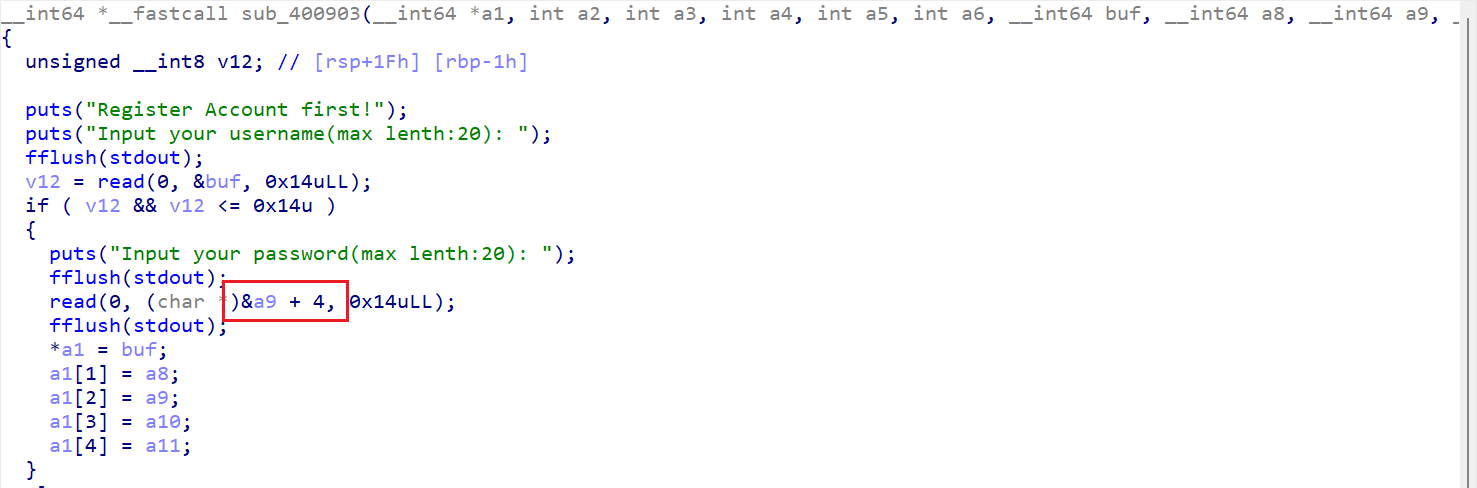 __int64 *__fastcall sub_400903(__int64 *a1, int a2, int a3, int a4, int a5, int a6, __int64 buf, __int64 a8, __int64 a9, _
{
unsigned __int8 v12; // [rsp+1Fh] [rbp-1h]
puts("Register Account first!");
puts("Input your username(max lenth:20): ");
fflush(stdout);
v12 = read(0, &buf, 0x14uLL);
if ( v12 && v12 <= 0x14u )
{
puts("Input your password(max lenth:20): ");
fflush(stdout);
read(0, (char *)&a9 + 4, 0x14uLL);
fflush(stdout);
*a1 = buf;
a1[1] = a8;
a1[2] = a9;
a1[3] = a10;
a1[4] = a11;
}